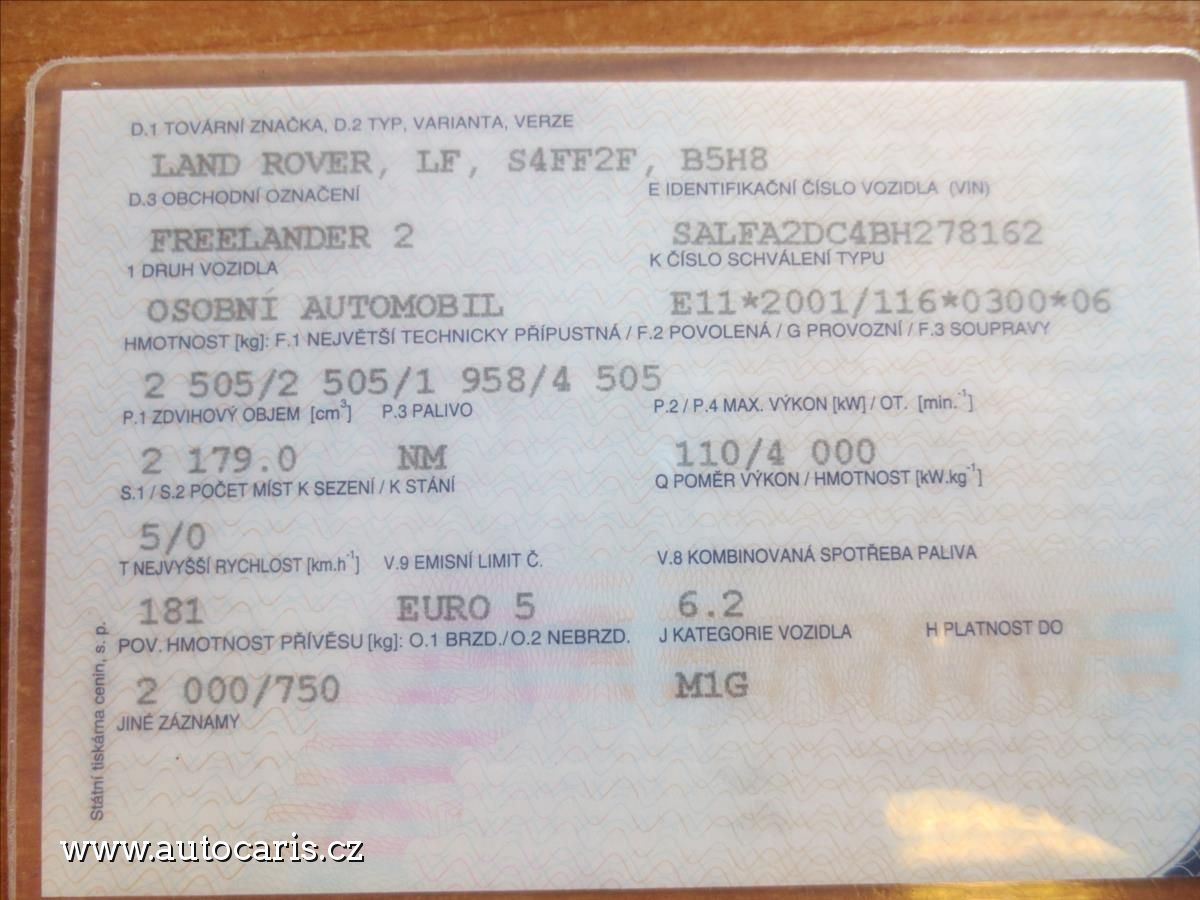 D.1 TOVÁRNÍ ZNAČKA, D.2 TYP, VARIANTA, VERZE
LAND ROVER, LF, S4FF2F, B5H8
D.3 OBCHODNÍ OZNAČENÍ E IDENTIFIKAČNÍ ČÍSLO VOZIDLA (VIN)
FREELANDER 2 SALFA2DC4BH278162
1 DRUH VOZIDLA K ČÍSLO SCHVÁLENÍ TYPU
OSOBNÍ AUTOMOBIL E11*2001/116*0300*06
HMOTNOST [kg]: F.1 NEJVĚTŠÍ TECHNICKY PŘÍPUSTNÁ / F.2 POVOLENÁ / G PROVOZNÍ / F.3 SOUPRAVY
2 505/2 505/1 958/4 505
P.1 ZDVIHOVÝ OBJEM [cm³] P.3 PALIVO P.2 / P.4 MAX. VÝKON [kW] / OT. [min.⁻¹]
2 179.0 NM 110/4 000
S.1 / S.2 POČET MÍST K SEZENÍ / K STÁNÍ Q POMĚR VÝKON / HMOTNOST [kW.kg⁻¹]
5/0
T NEJVYŠŠÍ RYCHLOST [km.h⁻¹] V.9 EMISNÍ LIMIT Č. V.8 KOMBINOVANÁ SPOTŘEBA PALIVA
181 EURO 5 6.2
POV. HMOTNOST PŘÍVĚSU [kg]: O.1 BRZD./O.2 NEBRZD. J KATEGORIE VOZIDLA H PLATNOST DO
2 000/750 M1G
JINÉ ZÁZNAMY
Státní tiskárna cenin, s. p.
www.autocaris.cz